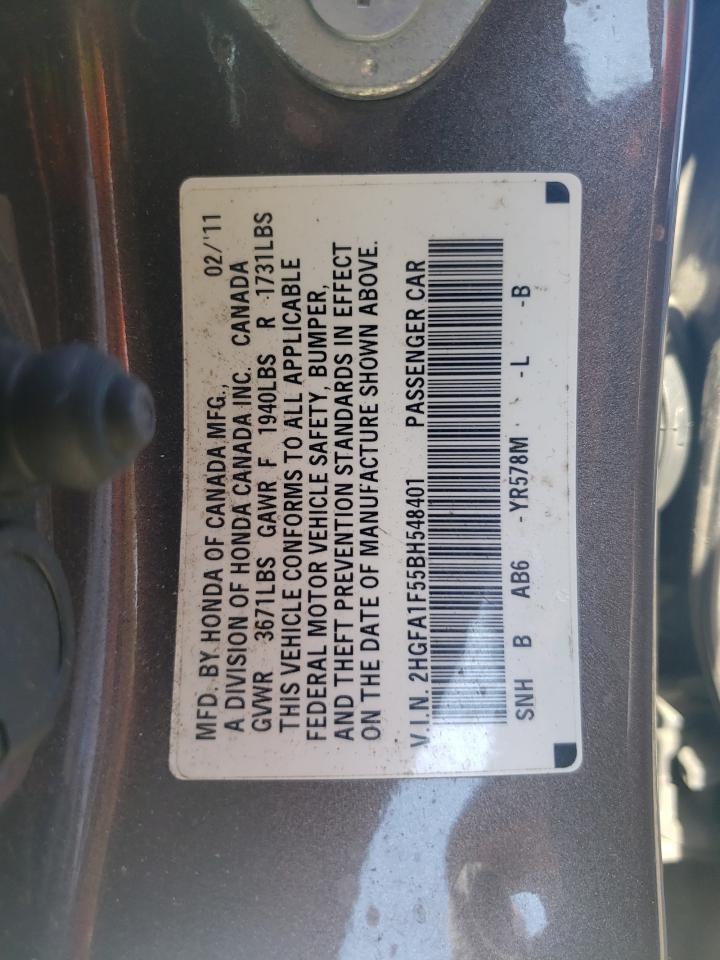 MFD. BY HONDA OF CANADA MFG., 02/'11
A DIVISION OF HONDA CANADA INC. CANADA
GVWR 3671LBS GAWR F 1940LBS R 1731LBS
THIS VEHICLE CONFORMS TO ALL APPLICABLE
FEDERAL MOTOR VEHICLE SAFETY, BUMPER,
AND THEFT PREVENTION STANDARDS IN EFFECT
ON THE DATE OF MANUFACTURE SHOWN ABOVE.
V.I.N. 2HGFA1F55BH548401 PASSENGER CAR
SNH B AB6 -YR578M -L -B